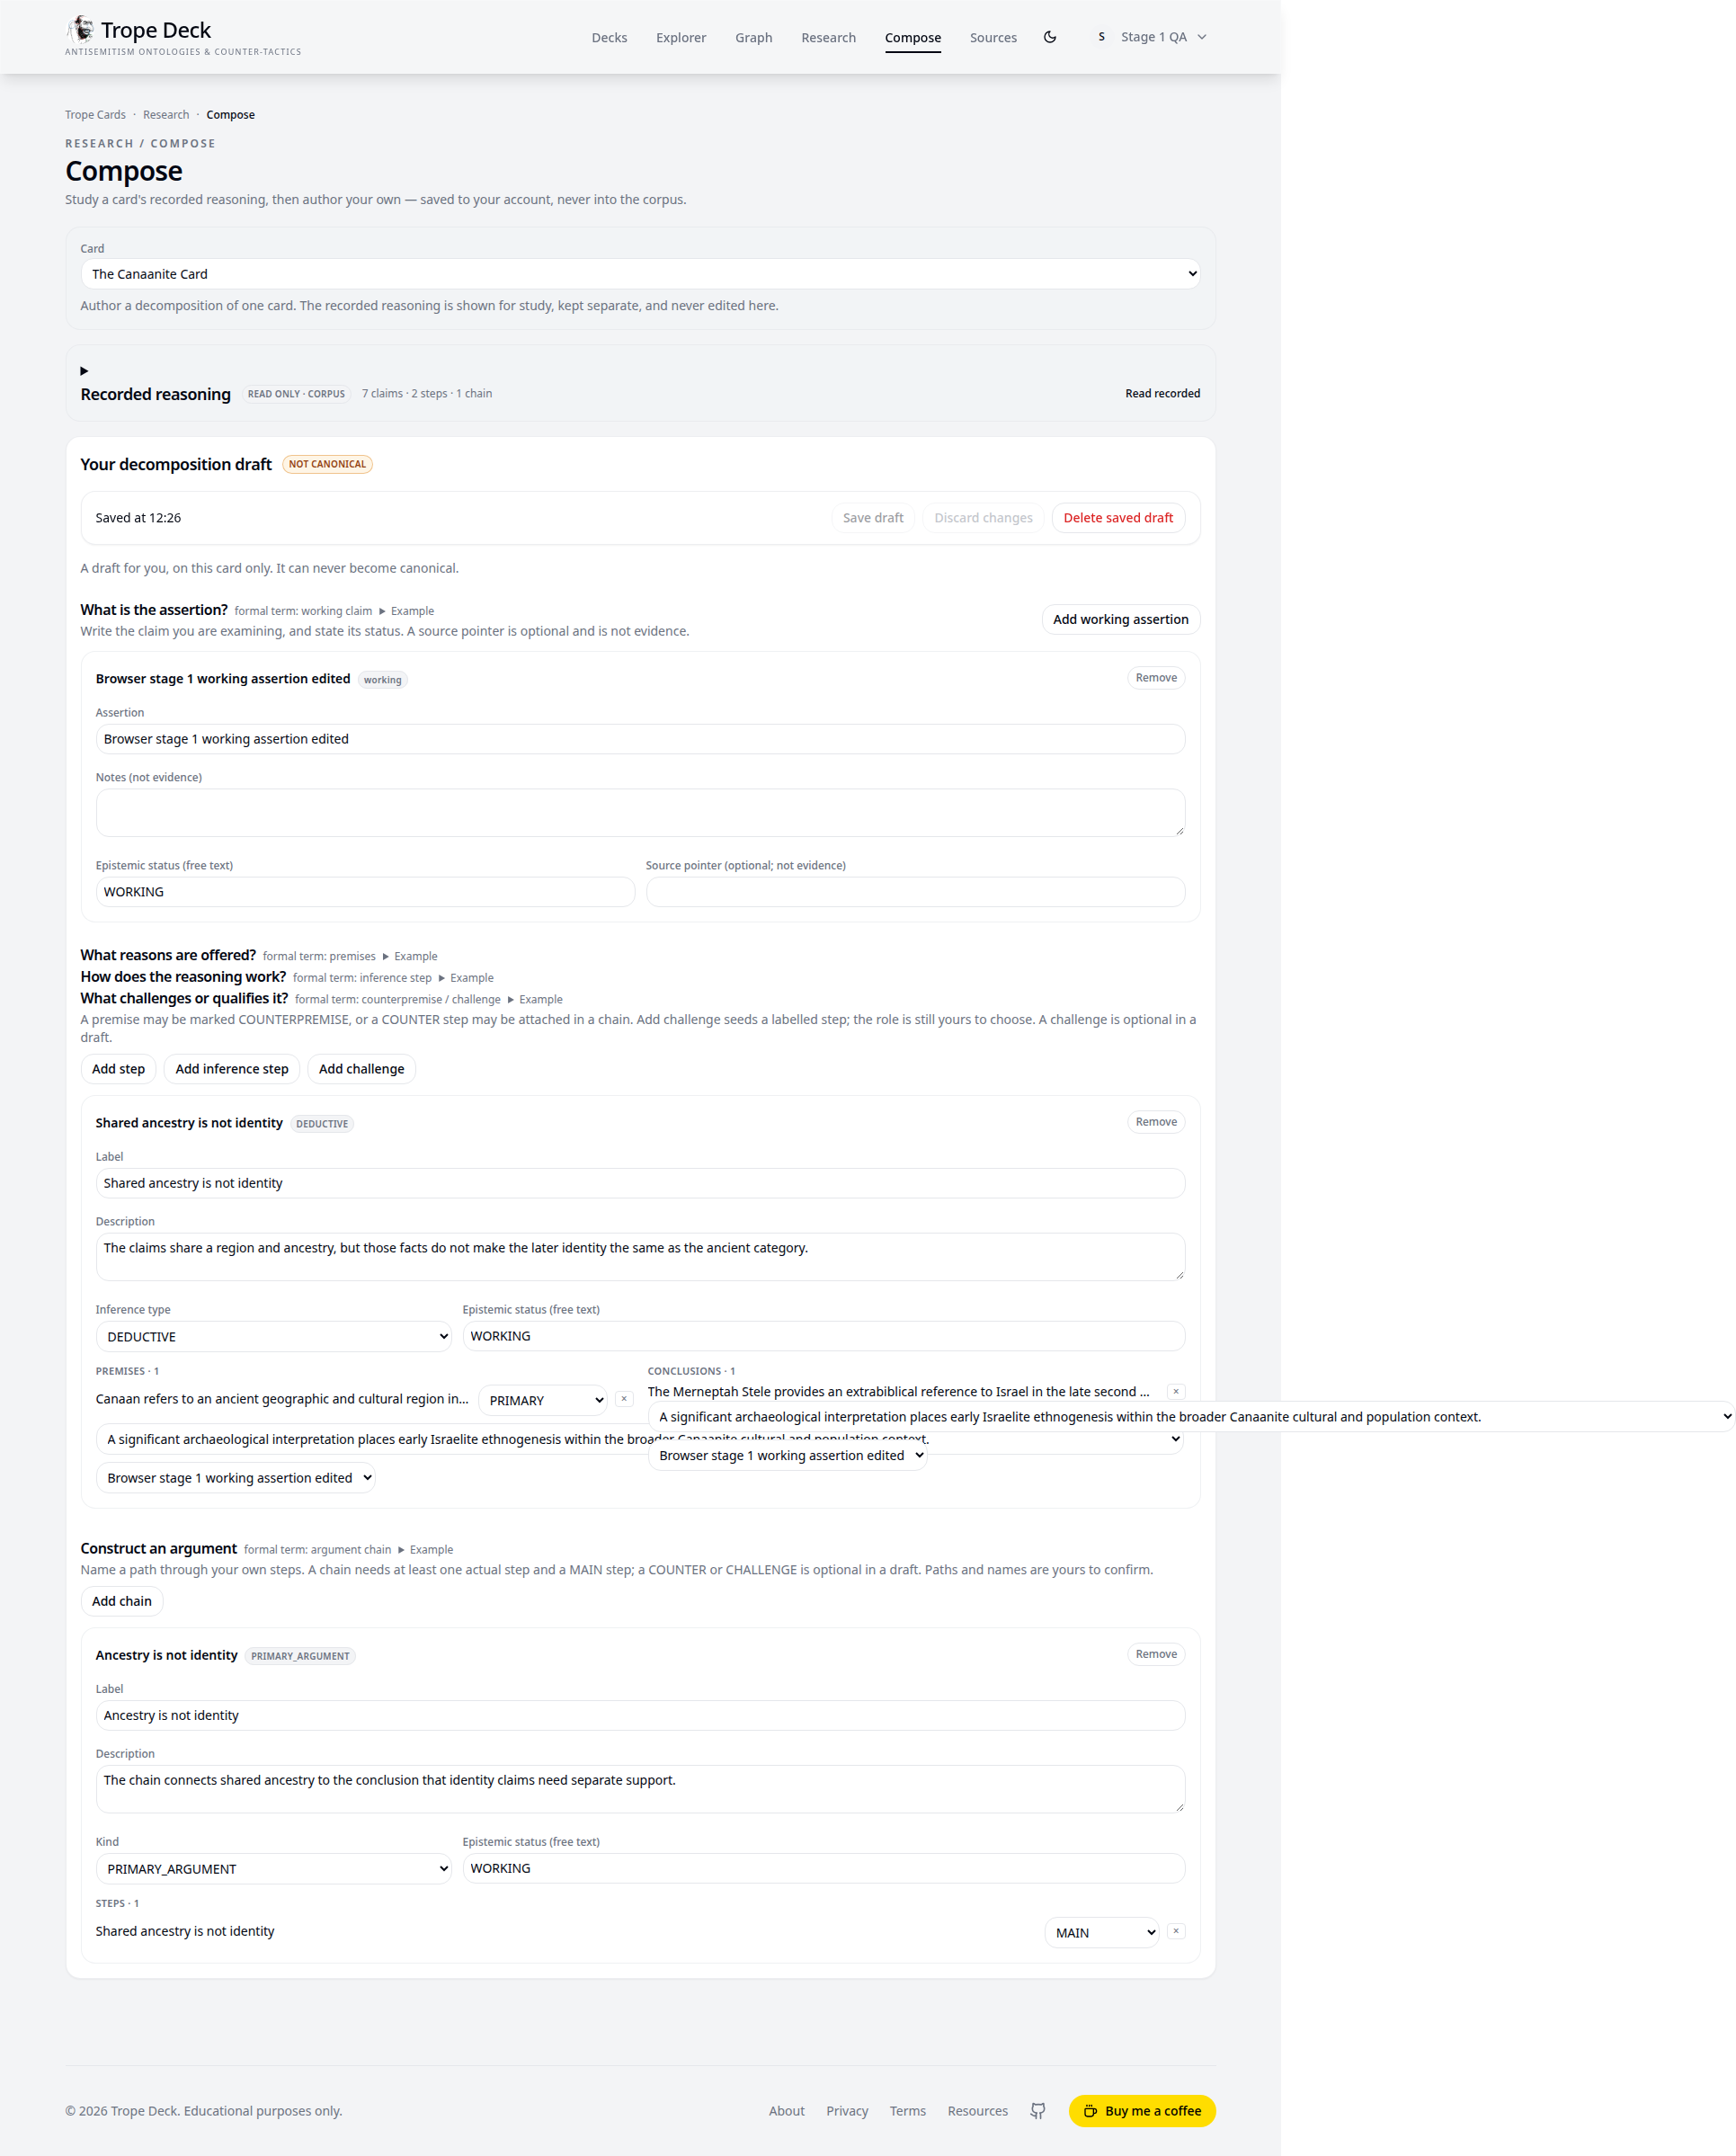 Trope Deck
ANTISEMITISM ONTOLOGIES & COUNTER-TACTICS
Decks
Explorer
Graph
Research
Compose
Sources
S
Stage 1 QA
Trope Cards · Research · Compose
RESEARCH / COMPOSE
Compose
Study a card's recorded reasoning, then author your own — saved to your account, never into the corpus.
Card
The Canaanite Card
Author a decomposition of one card. The recorded reasoning is shown for study, kept separate, and never edited here.
Recorded reasoning READ ONLY · CORPUS 7 claims · 2 steps · 1 chain
Read recorded
Your decomposition draft NOT CANONICAL
Saved at 12:26
Save draft
Discard changes
Delete saved draft
A draft for you, on this card only. It can never become canonical.
What is the assertion? formal term: working claim ▶ Example
Write the claim you are examining, and state its status. A source pointer is optional and is not evidence.
Add working assertion
Browser stage 1 working assertion edited working
Remove
Assertion
Browser stage 1 working assertion edited
Notes (not evidence)
Epistemic status (free text)
Source pointer (optional; not evidence)
WORKING
What reasons are offered? formal term: premises ▶ Example
How does the reasoning work? formal term: inference step ▶ Example
What challenges or qualifies it? formal term: counterpremise / challenge ▶ Example
A premise may be marked COUNTERPREMISE, or a COUNTER step may be attached in a chain. Add challenge seeds a labelled step; the role is still yours to choose. A challenge is optional in a
draft.
Add step
Add inference step
Add challenge
Shared ancestry is not identity DEDUCTIVE
Remove
Label
Shared ancestry is not identity
Description
The claims share a region and ancestry, but those facts do not make the later identity the same as the ancient category.
Inference type
Epistemic status (free text)
DEDUCTIVE
WORKING
PREMISES · 1
CONCLUSIONS · 1
Canaan refers to an ancient geographic and cultural region in...
PRIMARY
×
The Merneptah Stele provides an extrabiblical reference to Israel in the late second ...
×
A significant archaeological interpretation places early Israelite ethnogenesis within the broader Canaanite cultural and population context.
A significant archaeological interpretation places early Israelite ethnogenesis within the broader Canaanite cultural and population context.
Browser stage 1 working assertion edited
Browser stage 1 working assertion edited
Construct an argument formal term: argument chain ▶ Example
Name a path through your own steps. A chain needs at least one actual step and a MAIN step; a COUNTER or CHALLENGE is optional in a draft. Paths and names are yours to confirm.
Add chain
Ancestry is not identity PRIMARY_ARGUMENT
Remove
Label
Ancestry is not identity
Description
The chain connects shared ancestry to the conclusion that identity claims need separate support.
Kind
Epistemic status (free text)
PRIMARY_ARGUMENT
WORKING
STEPS · 1
Shared ancestry is not identity
MAIN
×
© 2026 Trope Deck. Educational purposes only.
About
Privacy
Terms
Resources
Buy me a coffee